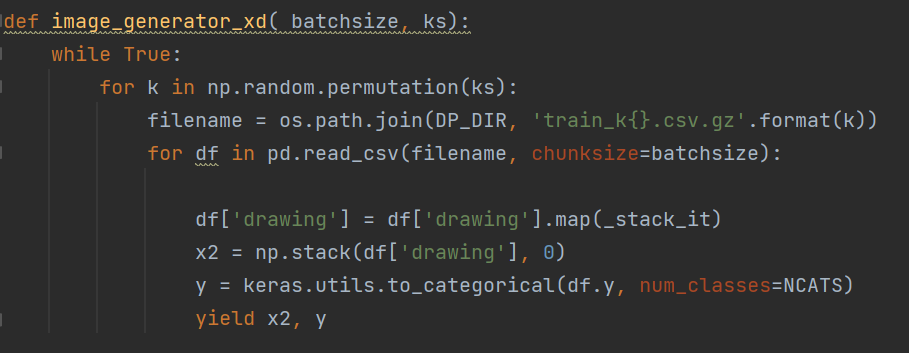 def image_generator_xd( batchsize, ks):
while True:
for k in np.random.permutation(ks):
filename = os.path.join(DP_DIR, 'train_k{}.csv.gz'.format(k))
for df in pd.read_csv(filename, chunksize=batchsize):
df['drawing'] = df['drawing'].map(_stack_it)
x2 = np.stack(df['drawing'], 0)
y = keras.utils.to_categorical(df.y, num_classes=NCATS)
yield x2, y